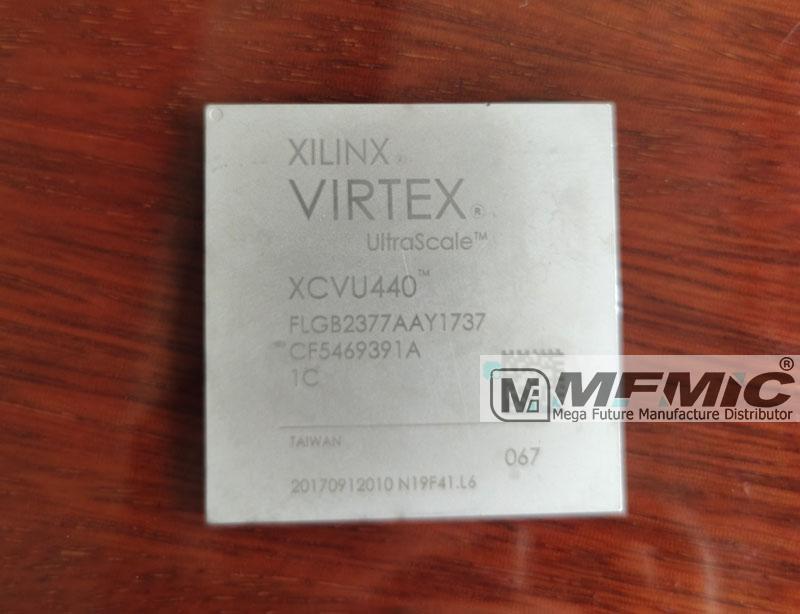 XILINX®
VIRTEX®
UltraScale™
XCVU440™
FLGB2377AAY1737
CF5469391A
1C
MFMIC®
Mega Future Manufacture Distributor
TAIWAN
067
20170912010 N19F41.L6